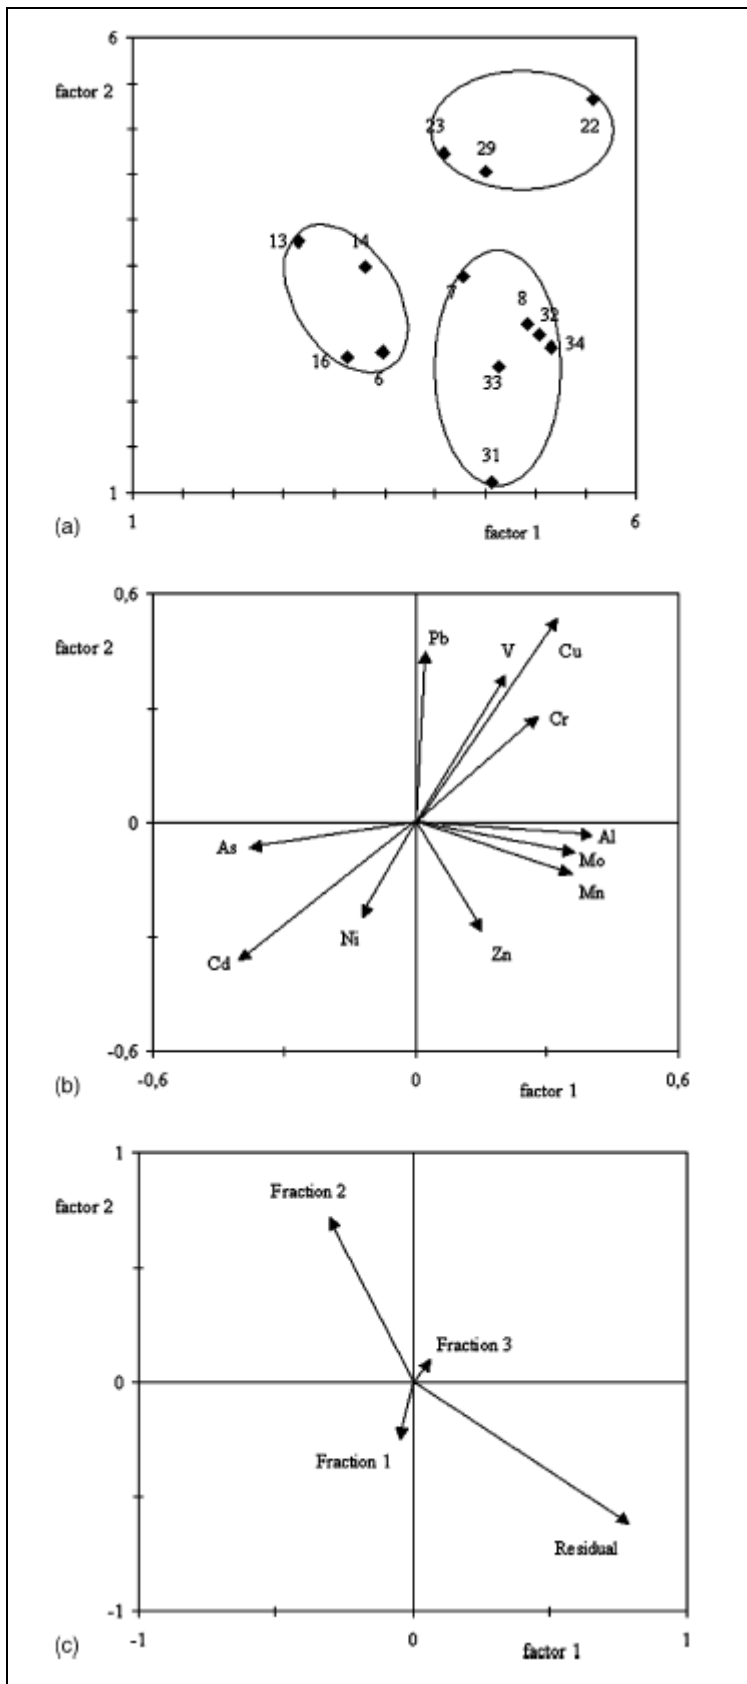 6
factor 2
23
29
22
13
14
7
8
32
34
16
6
33
31
1
1
6
factor 1
(a)
0,6
factor 2
Pb
V
Cu
Cr
0
As
Al
Mo
Mn
Ni
Zn
Cd
-0,6
-0,6
0
0,6
factor 1
(b)
1
factor 2
Fraction 2
Fraction 3
0
Fraction 1
Residual
-1
-1
0
1
factor 1
(c)